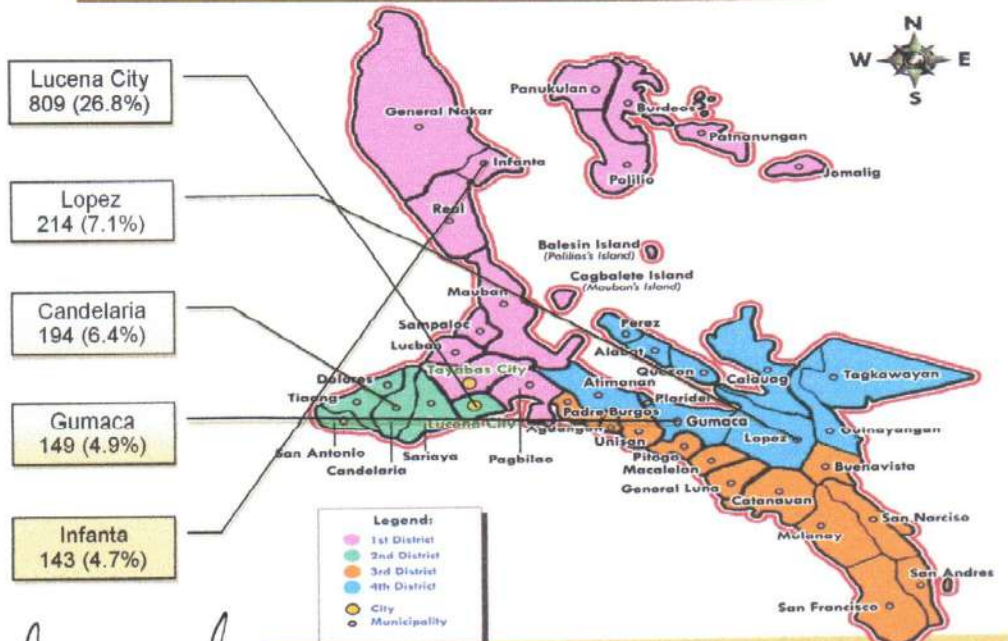 Lucena City
809 (26.8%)
Lopez
214 (7.1%)
Candelaria
194 (6.4%)
Gumaca
149 (4.9%)
Infanta
143 (4.7%)
N
W
E
S
Panukulan
Burdeos
General Nakar
Patnanungan
Infanta
Polilio
Jomalig
Real
Balesin Island
(Polilios's Island)
Cagbalete Island
(Mauban's Island)
Mauban
Sampaloc
Perez
Lucban
Alabat
Tayabas City
Quezon
Calauag
Tagkawayan
Dolores
Atimonan
Tiaong
Plaridel
Padre Burgos
Gumaca
Lucena City
Agdangan
Lopez
Guinayangan
Unisan
San Antonio
Sariaya
Pagbilao
Pitogo
Candelaria
Macalelon
Buenavista
General Luna
Catanauan
San Narciso
Mulanay
San Andres
San Francisco
Legend:
1st District
2nd District
3rd District
4th District
City
Municipality